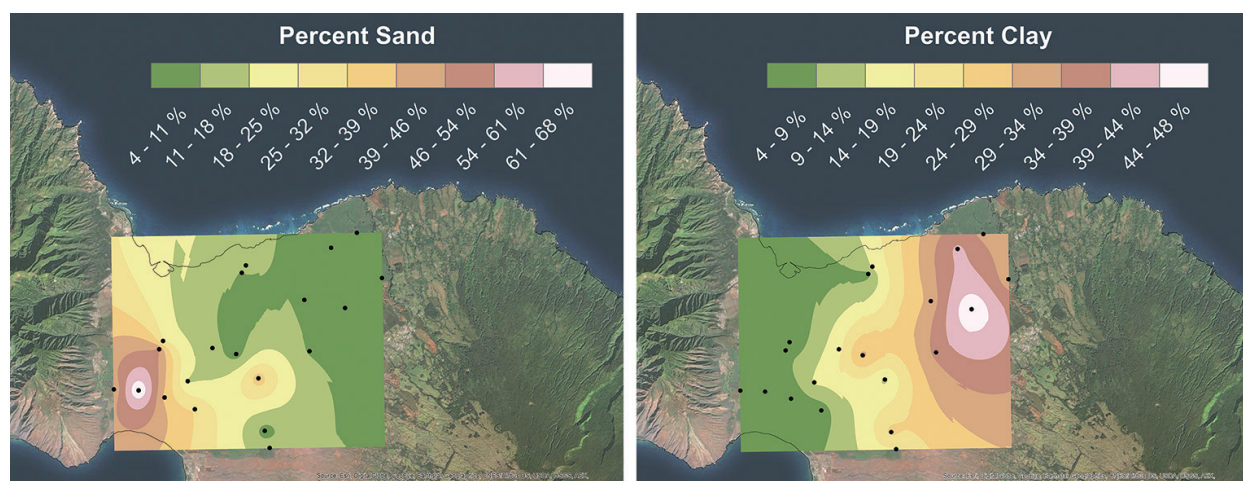 Percent Sand
4 - 11 %
11 - 18 %
18 - 25 %
25 - 32 %
32 - 39 %
39 - 46 %
46 - 54 %
54 - 61 %
61 - 68 %
Percent Clay
4 - 9 %
9 - 14 %
14 - 19 %
19 - 24 %
24 - 29 %
29 - 34 %
34 - 39 %
39 - 44 %
44 - 48 %